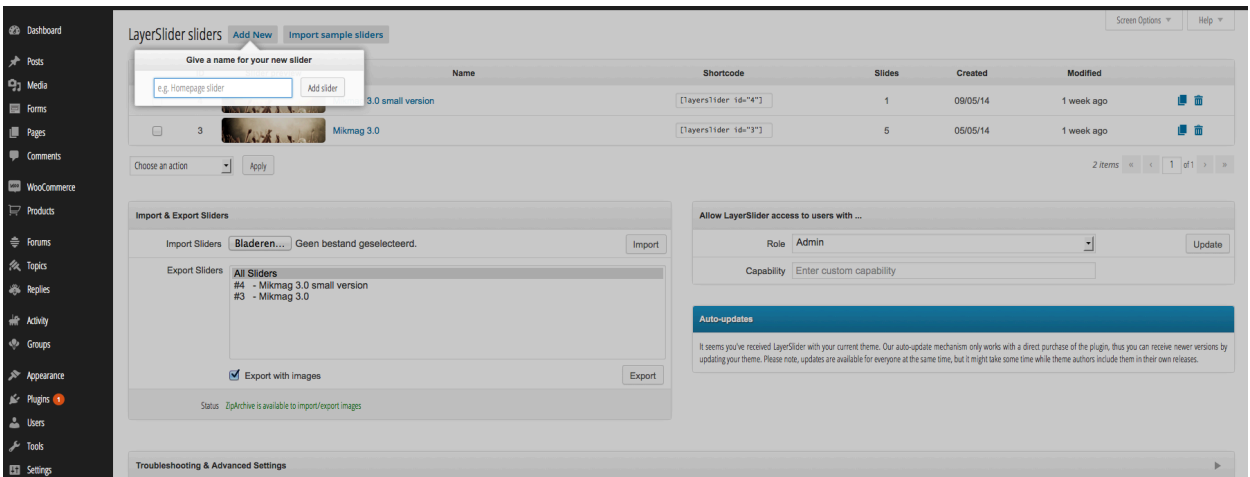 Screen Options
Help
Dashboard
Posts
Media
Forms
Pages
Comments
WooCommerce
Products
Forums
Topics
Replies
Activity
Groups
Appearance
Plugins 1
Users
Tools
Settings
LayerSlider sliders Add New Import sample sliders
Give a name for your new slider
e.g. Homepage slider Add slider
Name Shortcode Slides Created Modified
3.0 small version [layerslider id="4"] 1 09/05/14 1 week ago
3 Mikmag 3.0 [layerslider id="3"] 5 05/05/14 1 week ago
Choose an action Apply 2 items « ‹ 1 of 1 › »
Import & Export Sliders
Import Sliders Bladeren... Geen bestand geselecteerd. Import
Export Sliders All Sliders
#4 - Mikmag 3.0 small version
#3 - Mikmag 3.0
Export with images Export
Status ZipArchive is available to import/export images
Allow LayerSlider access to users with ...
Role Admin Update
Capability Enter custom capability
Auto-updates
It seems you've received LayerSlider with your current theme. Our auto-update mechanism only works with a direct purchase of the plugin, thus you can receive newer versions by
updating your theme. Please note, updates are available for everyone at the same time, but it might take some time while theme authors include them in their own releases.
Troubleshooting & Advanced Settings